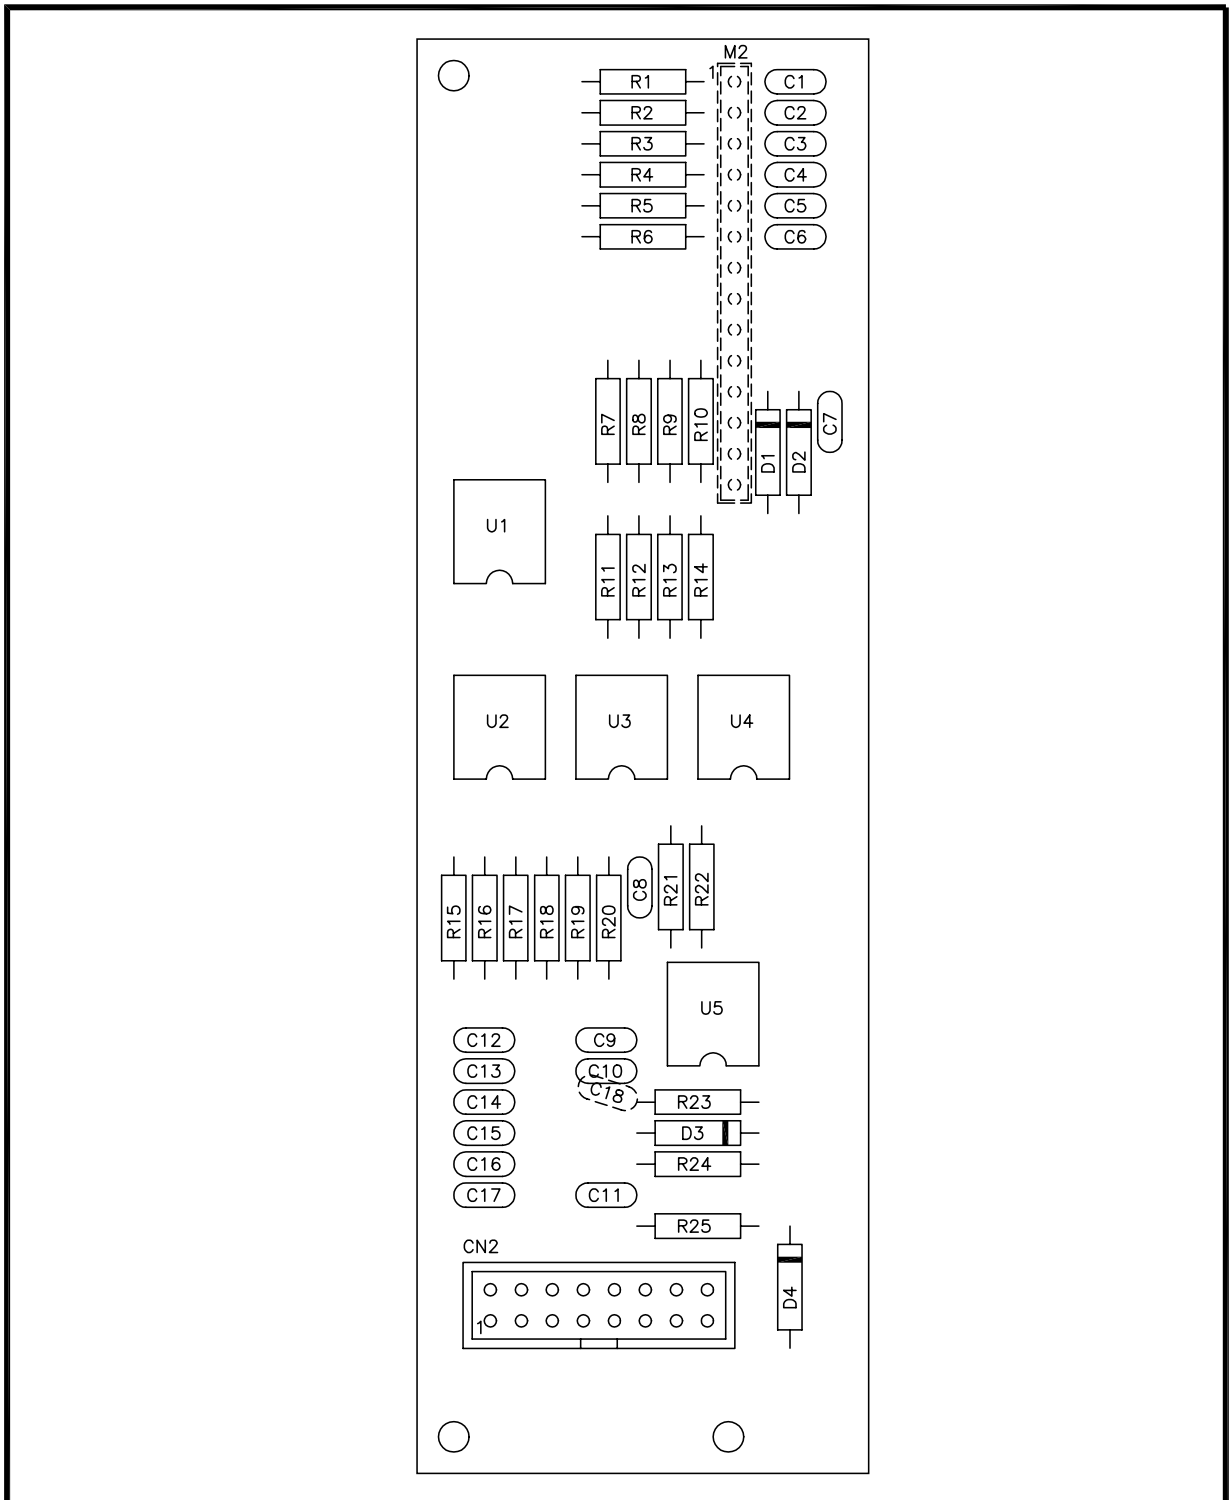 M2
1
R1 C1
R2 C2
R3 C3
R4 C4
R5 C5
R6 C6
R7 R8 R9 R10 D1 D2 C7
U1
R11 R12 R13 R14
U2 U3 U4
R15 R16 R17 R18 R19 R20 C8 R21 R22
U5
C12 C9
C13 C10
C18
C14 R23
C15 D3
C16 R24
C17 C11
R25
CN2
D4
1